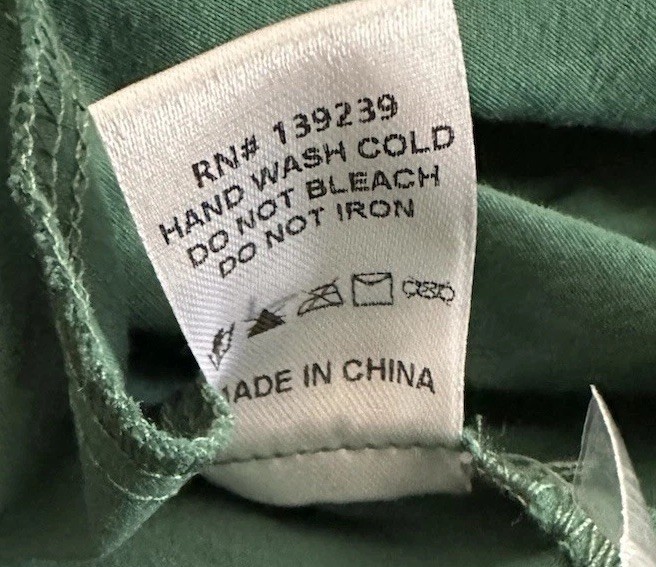 RN# 139239
HAND WASH COLD
DO NOT BLEACH
DO NOT IRON
MADE IN CHINA